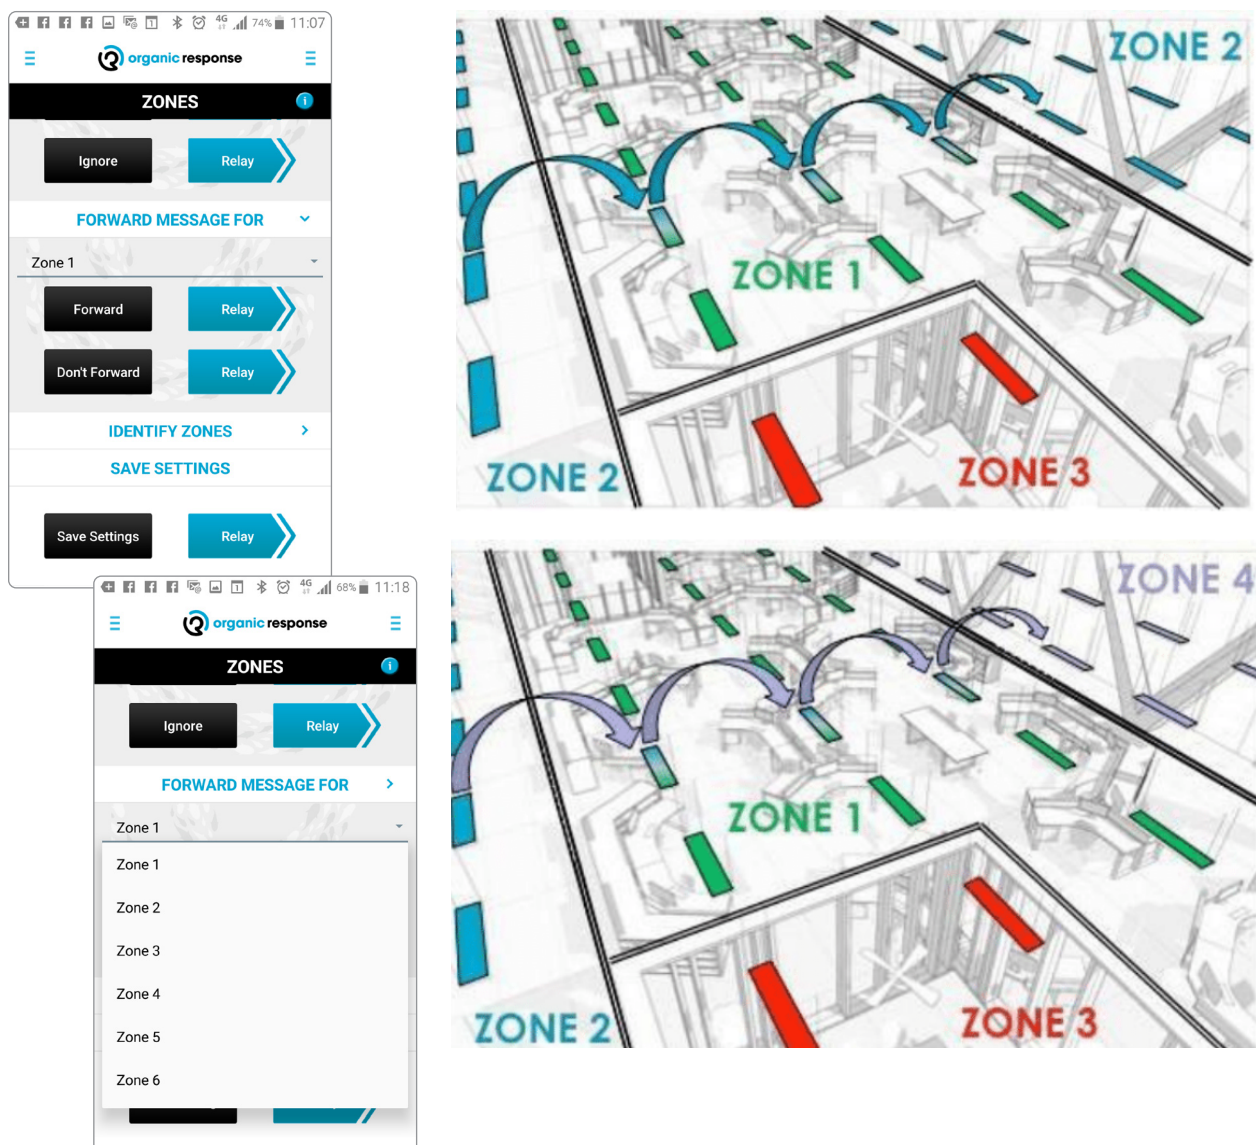 4G 74% 11:07
organic response
ZONES
Ignore
Relay
FORWARD MESSAGE FOR
Zone 1
Forward
Relay
Don't Forward
Relay
IDENTIFY ZONES
SAVE SETTINGS
Save Settings
Relay
4G 68% 11:18
organic response
ZONES
Ignore
Relay
FORWARD MESSAGE FOR
Zone 1
Zone 1
Zone 2
Zone 3
Zone 4
Zone 5
Zone 6
ZONE 2
ZONE 1
ZONE 2
ZONE 3
ZONE 4
ZONE 1
ZONE 2
ZONE 3